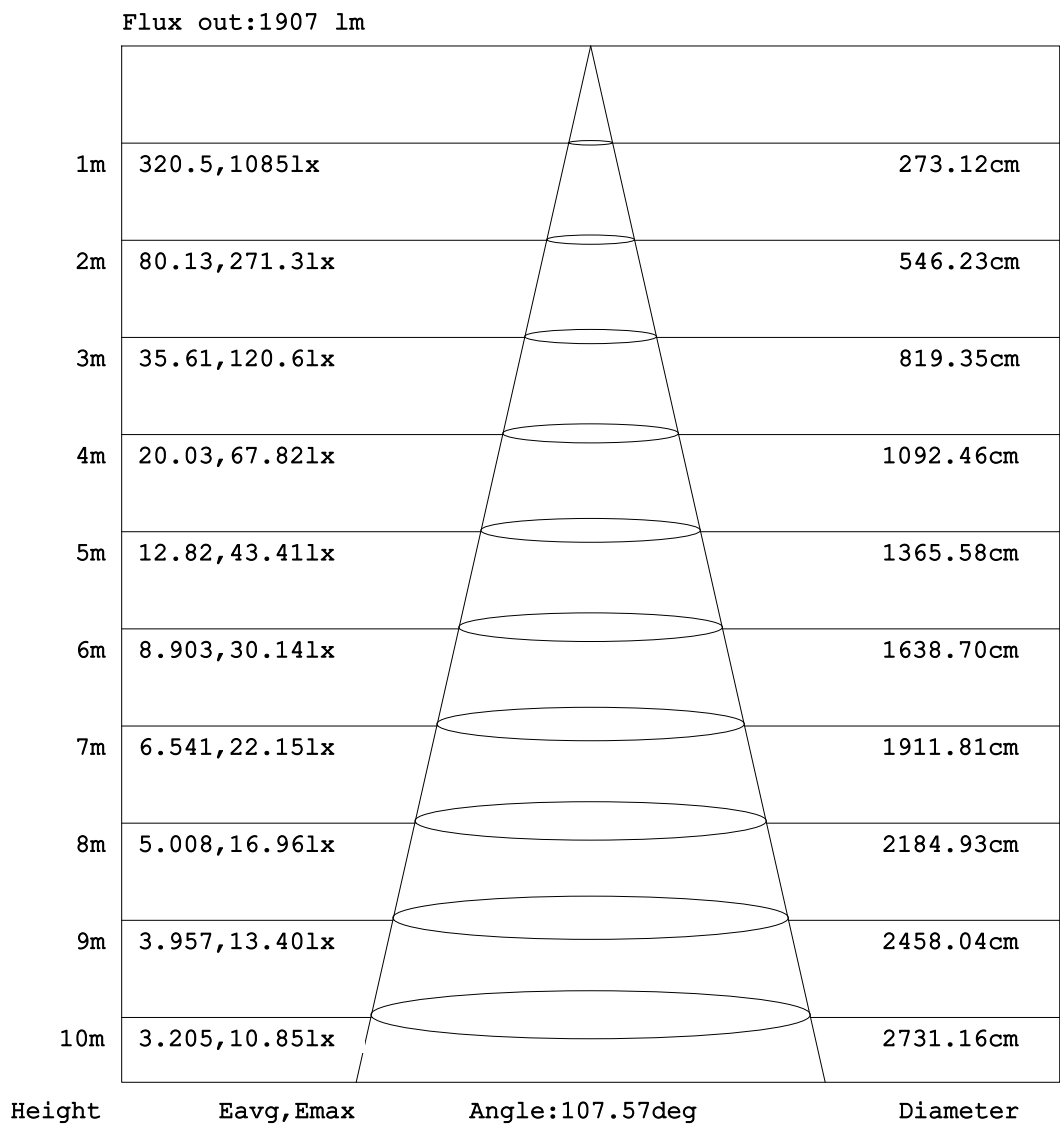 Flux out:1907 lm
1m 320.5,1085lx 273.12cm
2m 80.13,271.3lx 546.23cm
3m 35.61,120.6lx 819.35cm
4m 20.03,67.82lx 1092.46cm
5m 12.82,43.41lx 1365.58cm
6m 8.903,30.14lx 1638.70cm
7m 6.541,22.15lx 1911.81cm
8m 5.008,16.96lx 2184.93cm
9m 3.957,13.40lx 2458.04cm
10m 3.205,10.85lx 2731.16cm
Height Eavg,Emax Angle:107.57deg Diameter